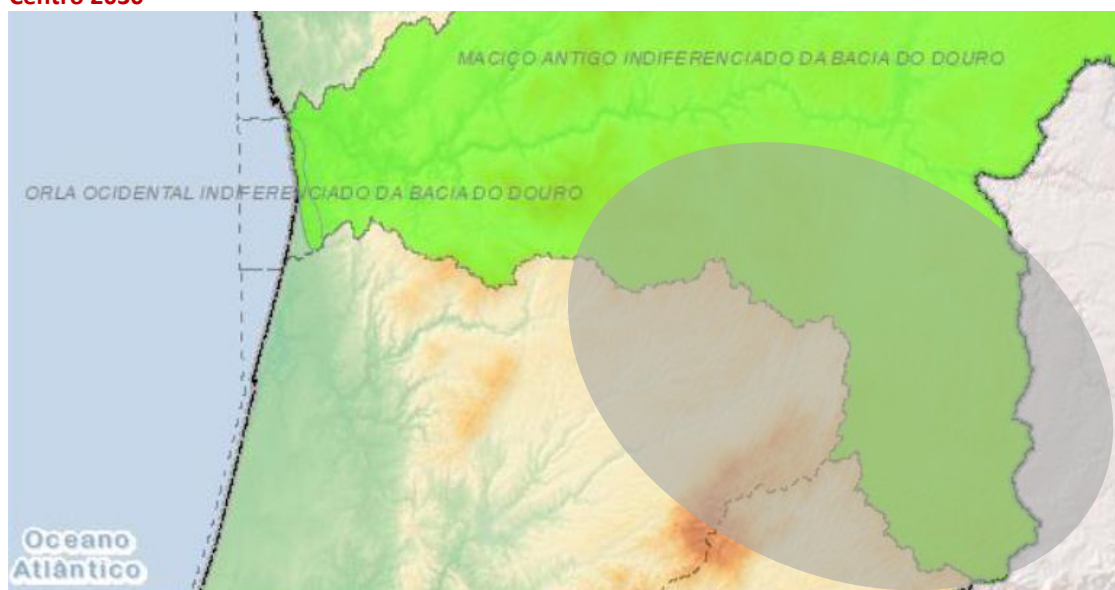 Centro 2030
MACIÇO ANTIGO INDIFERENCIADO DA BACIA DO DOURO
ORLA OCIDENTAL INDIFERENCIADO DA BACIA DO DOURO
Oceano
Atlântico